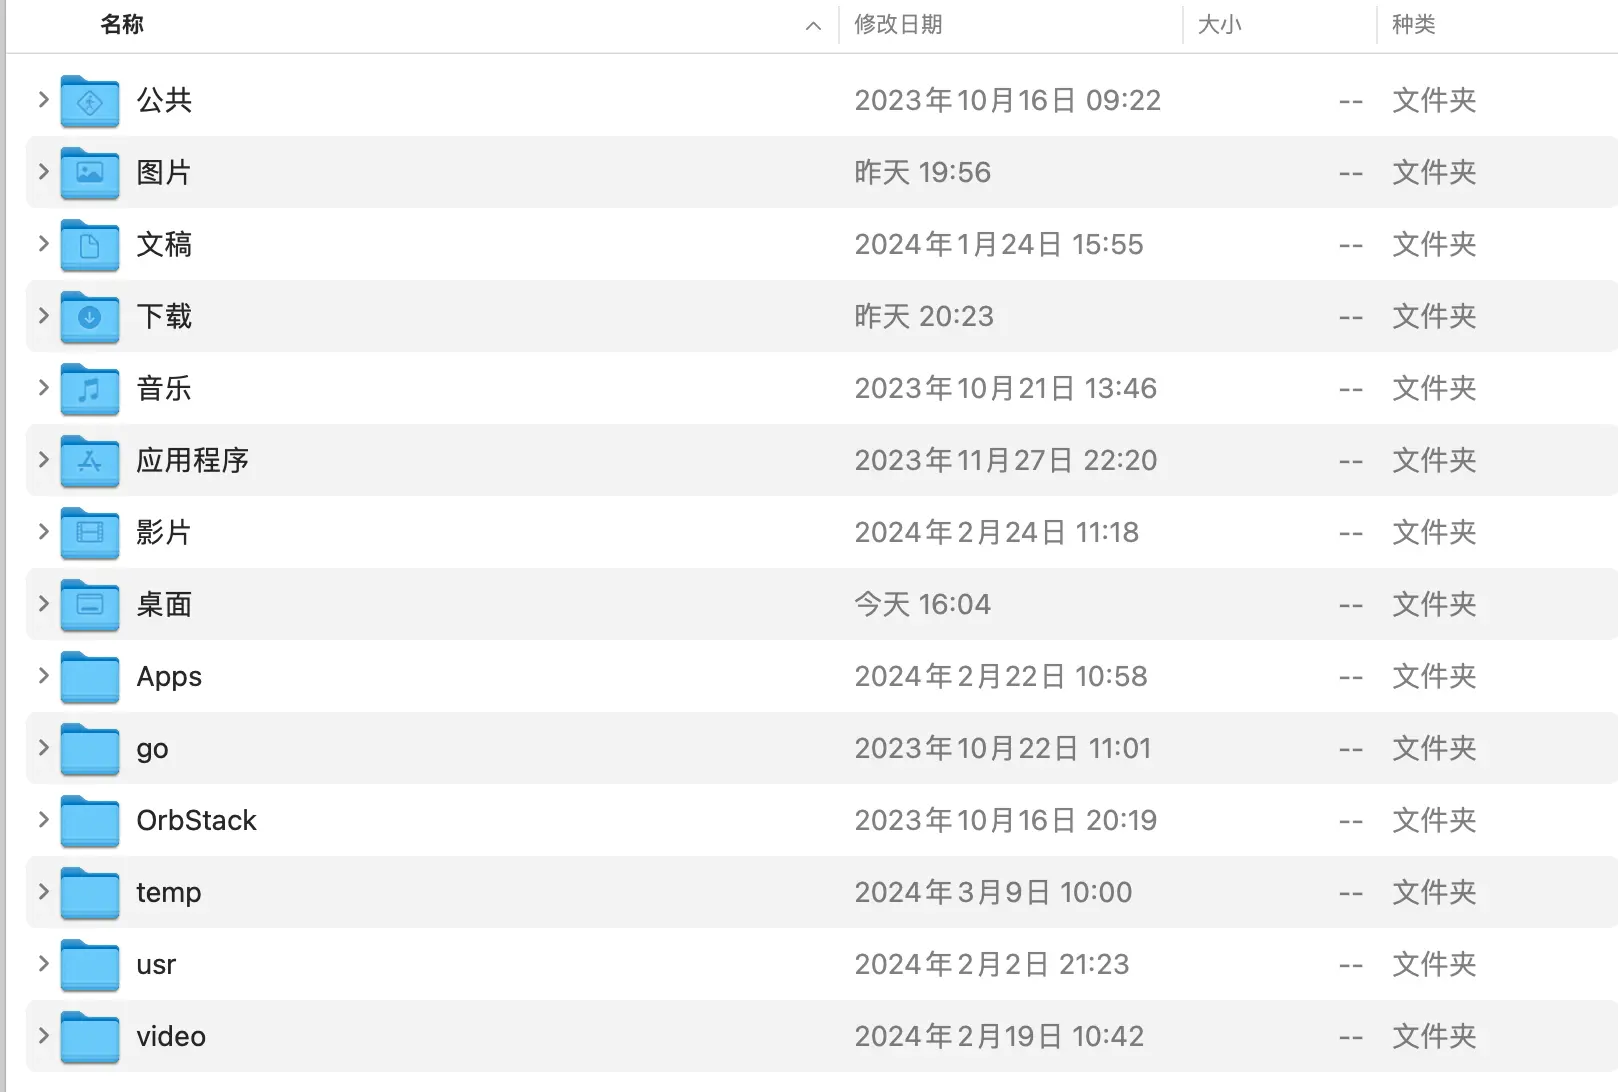 名称 修改日期 大小 种类
公共 2023年10月16日 09:22 -- 文件夹
图片 昨天 19:56 -- 文件夹
文稿 2024年1月24日 15:55 -- 文件夹
下载 昨天 20:23 -- 文件夹
音乐 2023年10月21日 13:46 -- 文件夹
应用程序 2023年11月27日 22:20 -- 文件夹
影片 2024年2月24日 11:18 -- 文件夹
桌面 今天 16:04 -- 文件夹
Apps 2024年2月22日 10:58 -- 文件夹
go 2023年10月22日 11:01 -- 文件夹
OrbStack 2023年10月16日 20:19 -- 文件夹
temp 2024年3月9日 10:00 -- 文件夹
usr 2024年2月2日 21:23 -- 文件夹
video 2024年2月19日 10:42 -- 文件夹